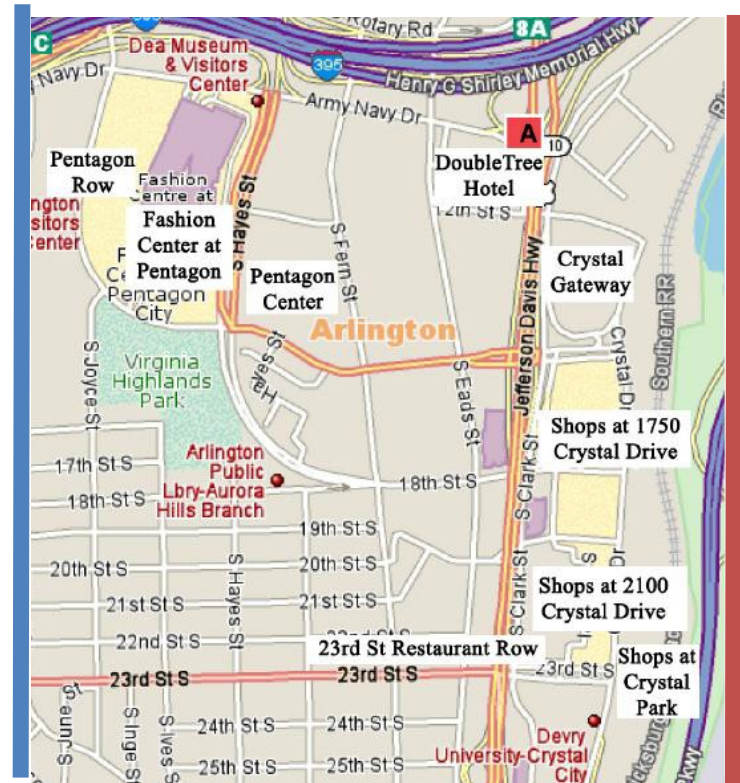 Rotary Rd
395
8A
C
Dea Museum
& Visitors
Center
395
Henry G Shirley Memorial Hwy
Navy Dr
Army Navy Dr
A
10
DoubleTree
Hotel
12th St S
Pentagon
Row
Fashion
Centre at
Fashion
Center at
Pentagon
Pentagon
City
S Hayes St
S Fern St
Pentagon
Center
Jefferson Davis Hwy
Crystal
Gateway
Southern RR
Arlington
Virginia
Highlands
Park
S Joyce St
S Eads St
Crystal Dr
Shops at 1750
Crystal Drive
Arlington
Public
Lbry-Aurora
Hills Branch
17th St S
18th St S
18th St S
S Clark St
19th St S
20th St S
20th St S
S Hayes St
21st St S
21st St S
S Clark St
Shops at 2100
Crystal Drive
22nd St S
23rd St Restaurant Row
23rd St S
23rd St S
23rd St S
Shops at
Crystal
Park
S Inge St
S Ives St
24th St S
24th St S
25th St S
25th St S
Devry
University-Crystal
City